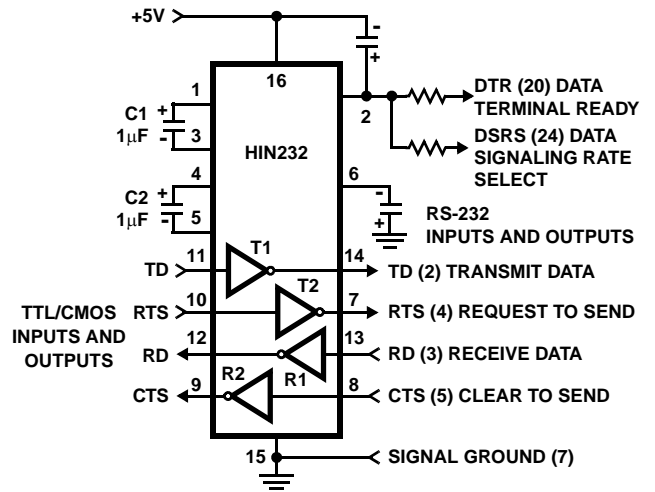 +5V
-
+
16
1
C1 +
1µF -
3
HIN232
2
DTR (20) DATA
TERMINAL READY
DSRS (24) DATA
SIGNALING RATE
SELECT
4
C2 +
1µF -
5
6
-
+
RS-232
INPUTS AND OUTPUTS
TD 11 T1 14 TD (2) TRANSMIT DATA
RTS 10 T2 7 RTS (4) REQUEST TO SEND
TTL/CMOS
INPUTS AND
OUTPUTS
RD 12 R1 13 RD (3) RECEIVE DATA
CTS 9 R2 8 CTS (5) CLEAR TO SEND
15 SIGNAL GROUND (7)